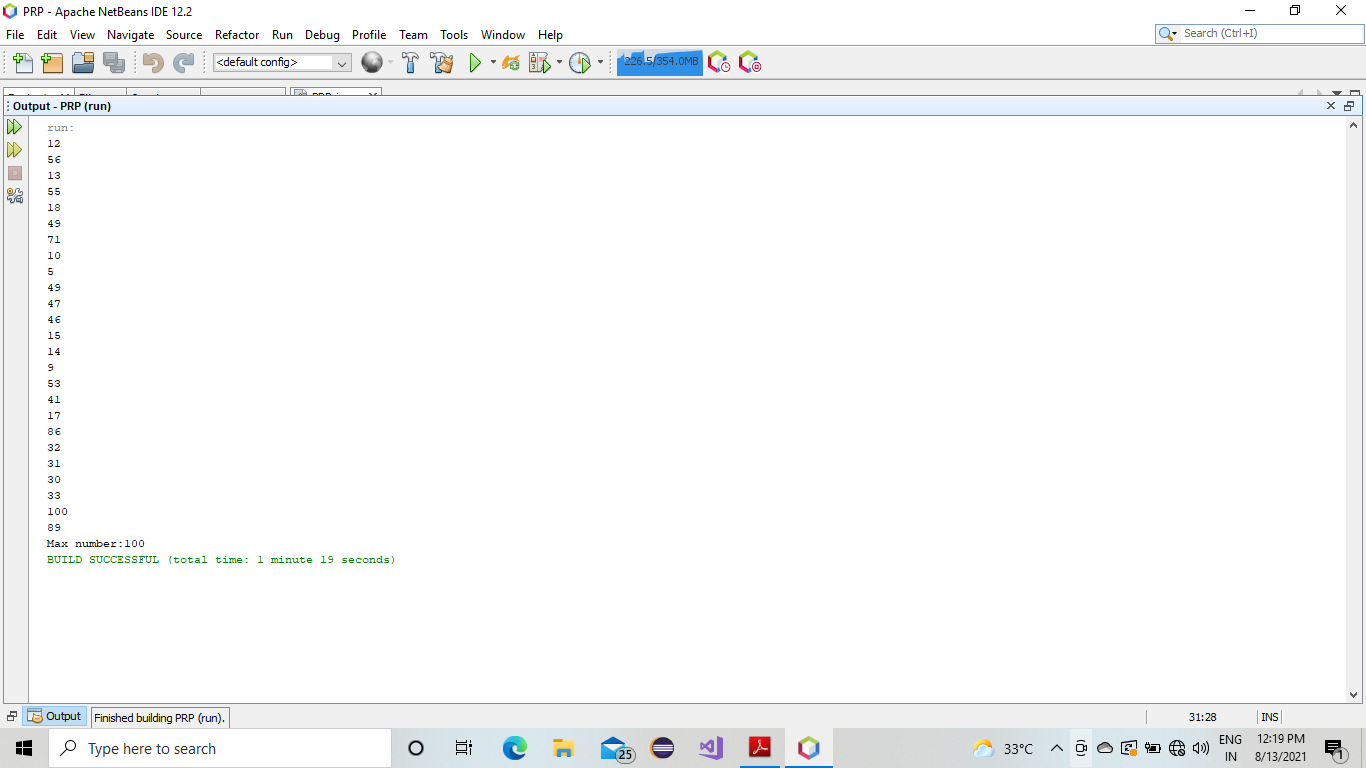 PRP - Apache NetBeans IDE 12.2
File Edit View Navigate Source Refactor Run Debug Profile Team Tools Window Help
Search (Ctrl+I)
<default config>
226.5/354.0MB
Output - PRP (run)
run:
12
56
13
55
18
49
71
10
5
49
47
46
15
14
9
53
41
17
86
32
31
30
33
100
89
Max number:100
BUILD SUCCESSFUL (total time: 1 minute 19 seconds)
Output
Finished building PRP (run).
31:28
INS
Type here to search
25
33°C
ENG
IN
12:19 PM
8/13/2021
1